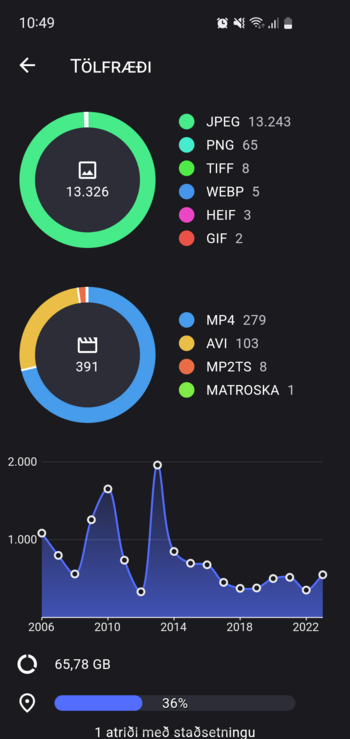 10:49
TÖLFRÆÐI
13.326
JPEG 13.243
PNG 65
TIFF 8
WEBP 5
HEIF 3
GIF 2
391
MP4 279
AVI 103
MP2TS 8
MATROSKA 1
2.000
1.000
2006 2010 2014 2018 2022
65,78 GB
36%
1 atriði með staðsetningu